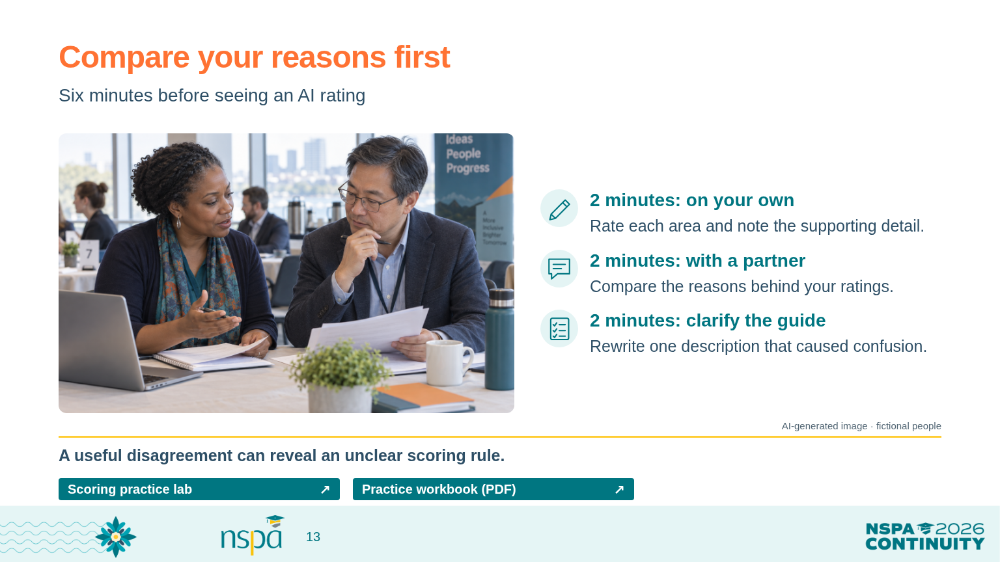 Compare your reasons first
Six minutes before seeing an AI rating
Ideas
People
Progress
A
More
Inclusive
Brighter
Tomorrow
7
2 minutes: on your own
Rate each area and note the supporting detail.
2 minutes: with a partner
Compare the reasons behind your ratings.
2 minutes: clarify the guide
Rewrite one description that caused confusion.
AI-generated image · fictional people
A useful disagreement can reveal an unclear scoring rule.
Scoring practice lab ↗
Practice workbook (PDF) ↗
nspa
13
NSPA 2026
CONTINUITY